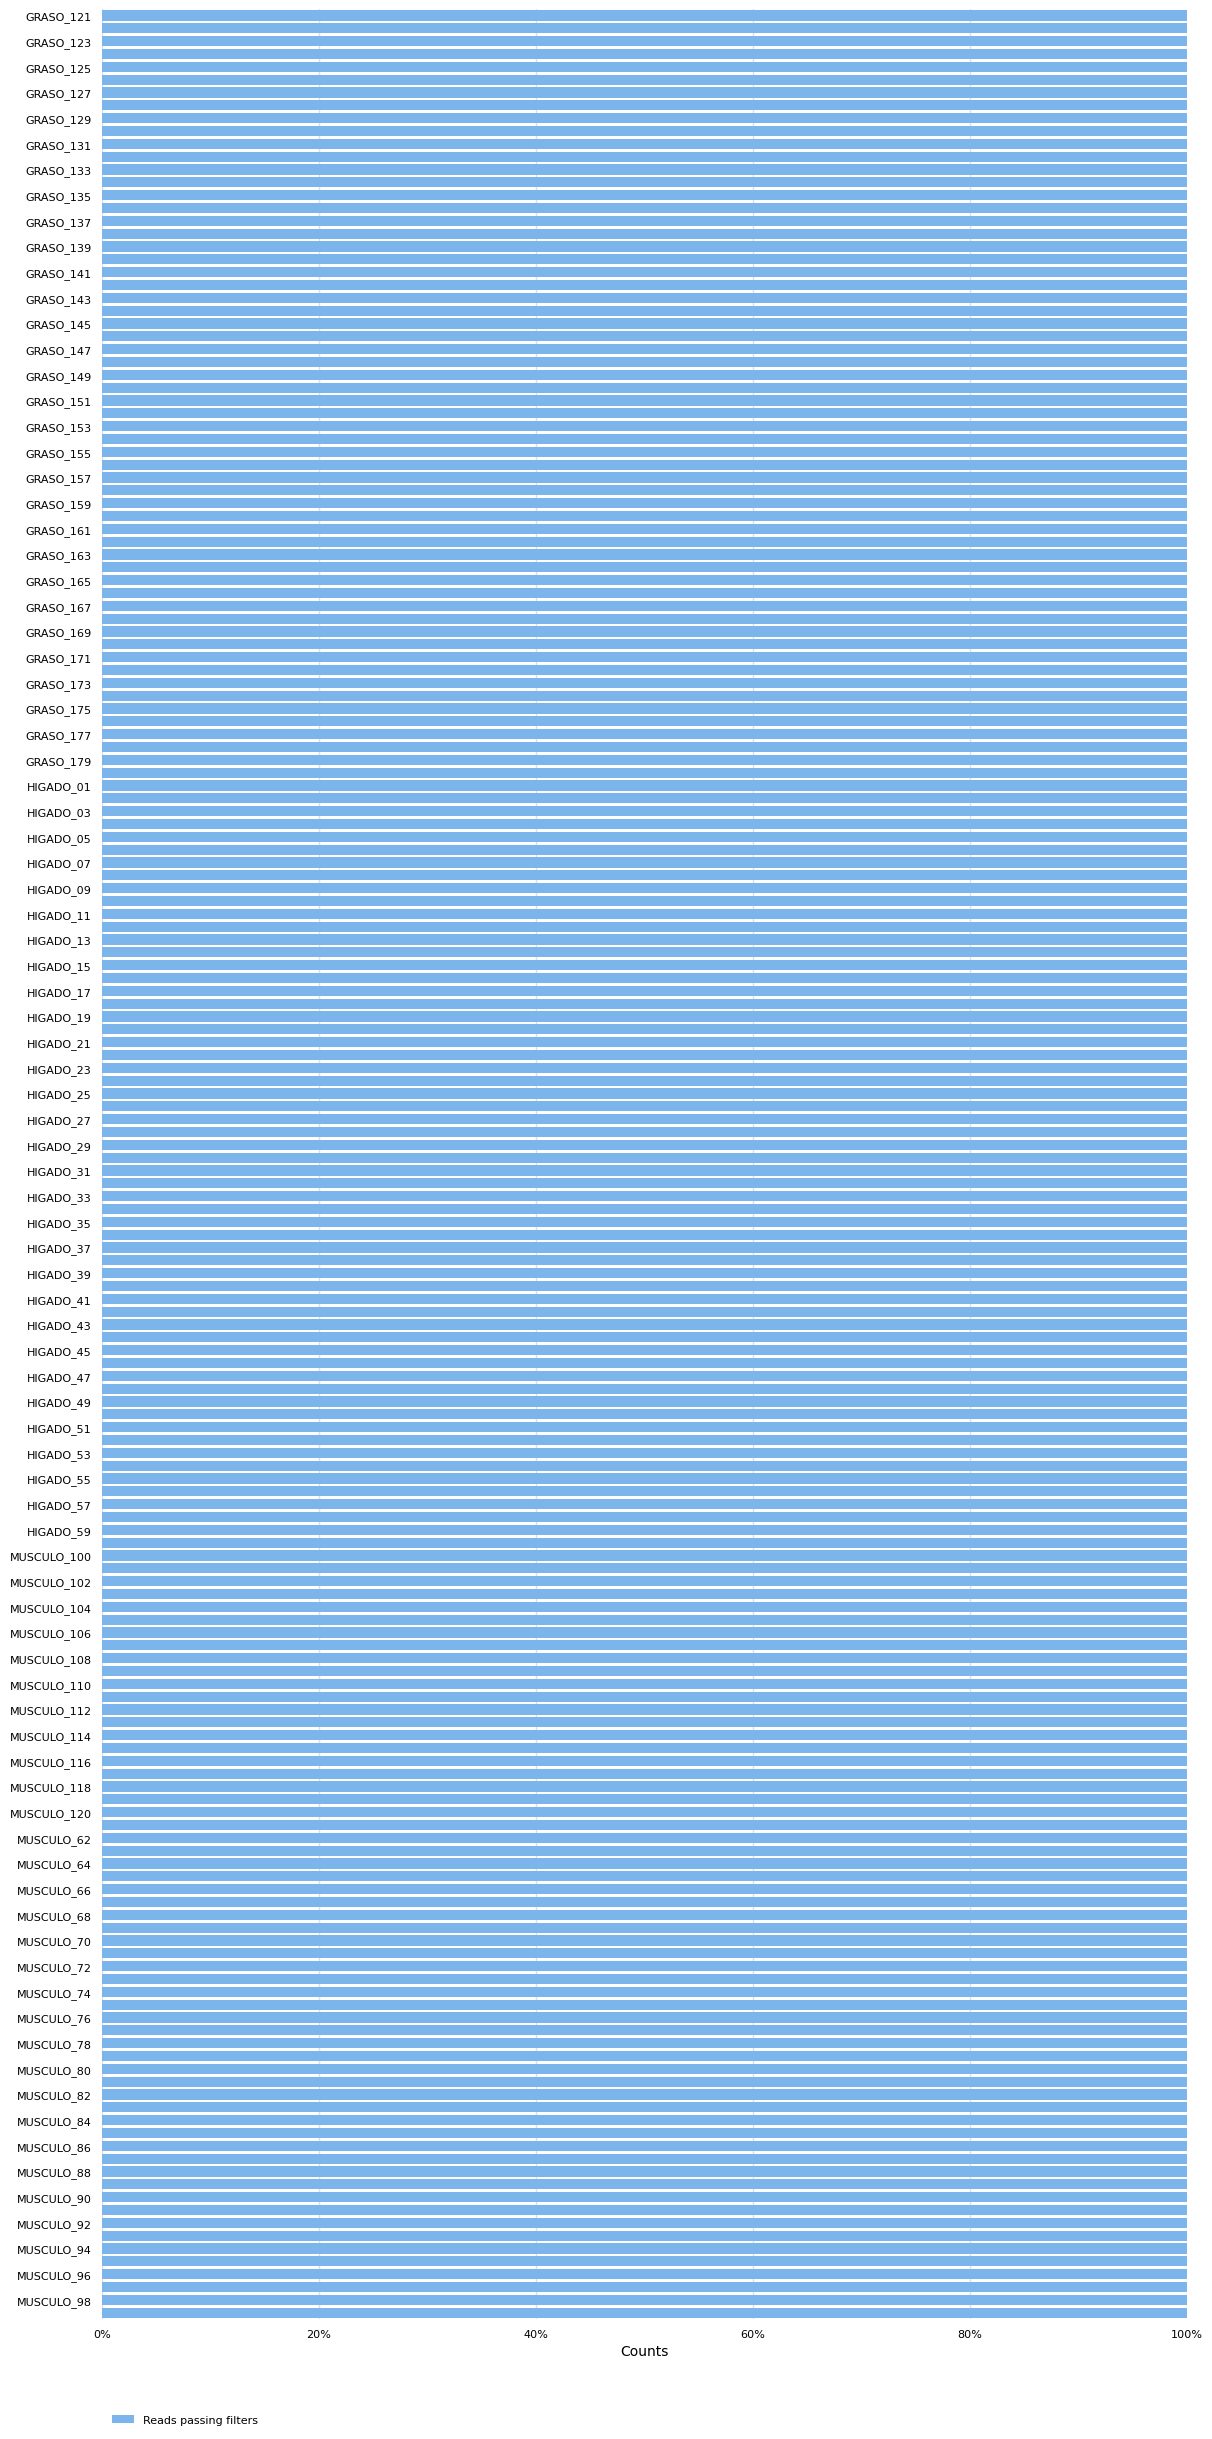 GRASO_121
GRASO_123
GRASO_125
GRASO_127
GRASO_129
GRASO_131
GRASO_133
GRASO_135
GRASO_137
GRASO_139
GRASO_141
GRASO_143
GRASO_145
GRASO_147
GRASO_149
GRASO_151
GRASO_153
GRASO_155
GRASO_157
GRASO_159
GRASO_161
GRASO_163
GRASO_165
GRASO_167
GRASO_169
GRASO_171
GRASO_173
GRASO_175
GRASO_177
GRASO_179
HIGADO_01
HIGADO_03
HIGADO_05
HIGADO_07
HIGADO_09
HIGADO_11
HIGADO_13
HIGADO_15
HIGADO_17
HIGADO_19
HIGADO_21
HIGADO_23
HIGADO_25
HIGADO_27
HIGADO_29
HIGADO_31
HIGADO_33
HIGADO_35
HIGADO_37
HIGADO_39
HIGADO_41
HIGADO_43
HIGADO_45
HIGADO_47
HIGADO_49
HIGADO_51
HIGADO_53
HIGADO_55
HIGADO_57
HIGADO_59
MUSCULO_100
MUSCULO_102
MUSCULO_104
MUSCULO_106
MUSCULO_108
MUSCULO_110
MUSCULO_112
MUSCULO_114
MUSCULO_116
MUSCULO_118
MUSCULO_120
MUSCULO_62
MUSCULO_64
MUSCULO_66
MUSCULO_68
MUSCULO_70
MUSCULO_72
MUSCULO_74
MUSCULO_76
MUSCULO_78
MUSCULO_80
MUSCULO_82
MUSCULO_84
MUSCULO_86
MUSCULO_88
MUSCULO_90
MUSCULO_92
MUSCULO_94
MUSCULO_96
MUSCULO_98
0% 20% 40% 60% 80% 100%
Counts
Reads passing filters